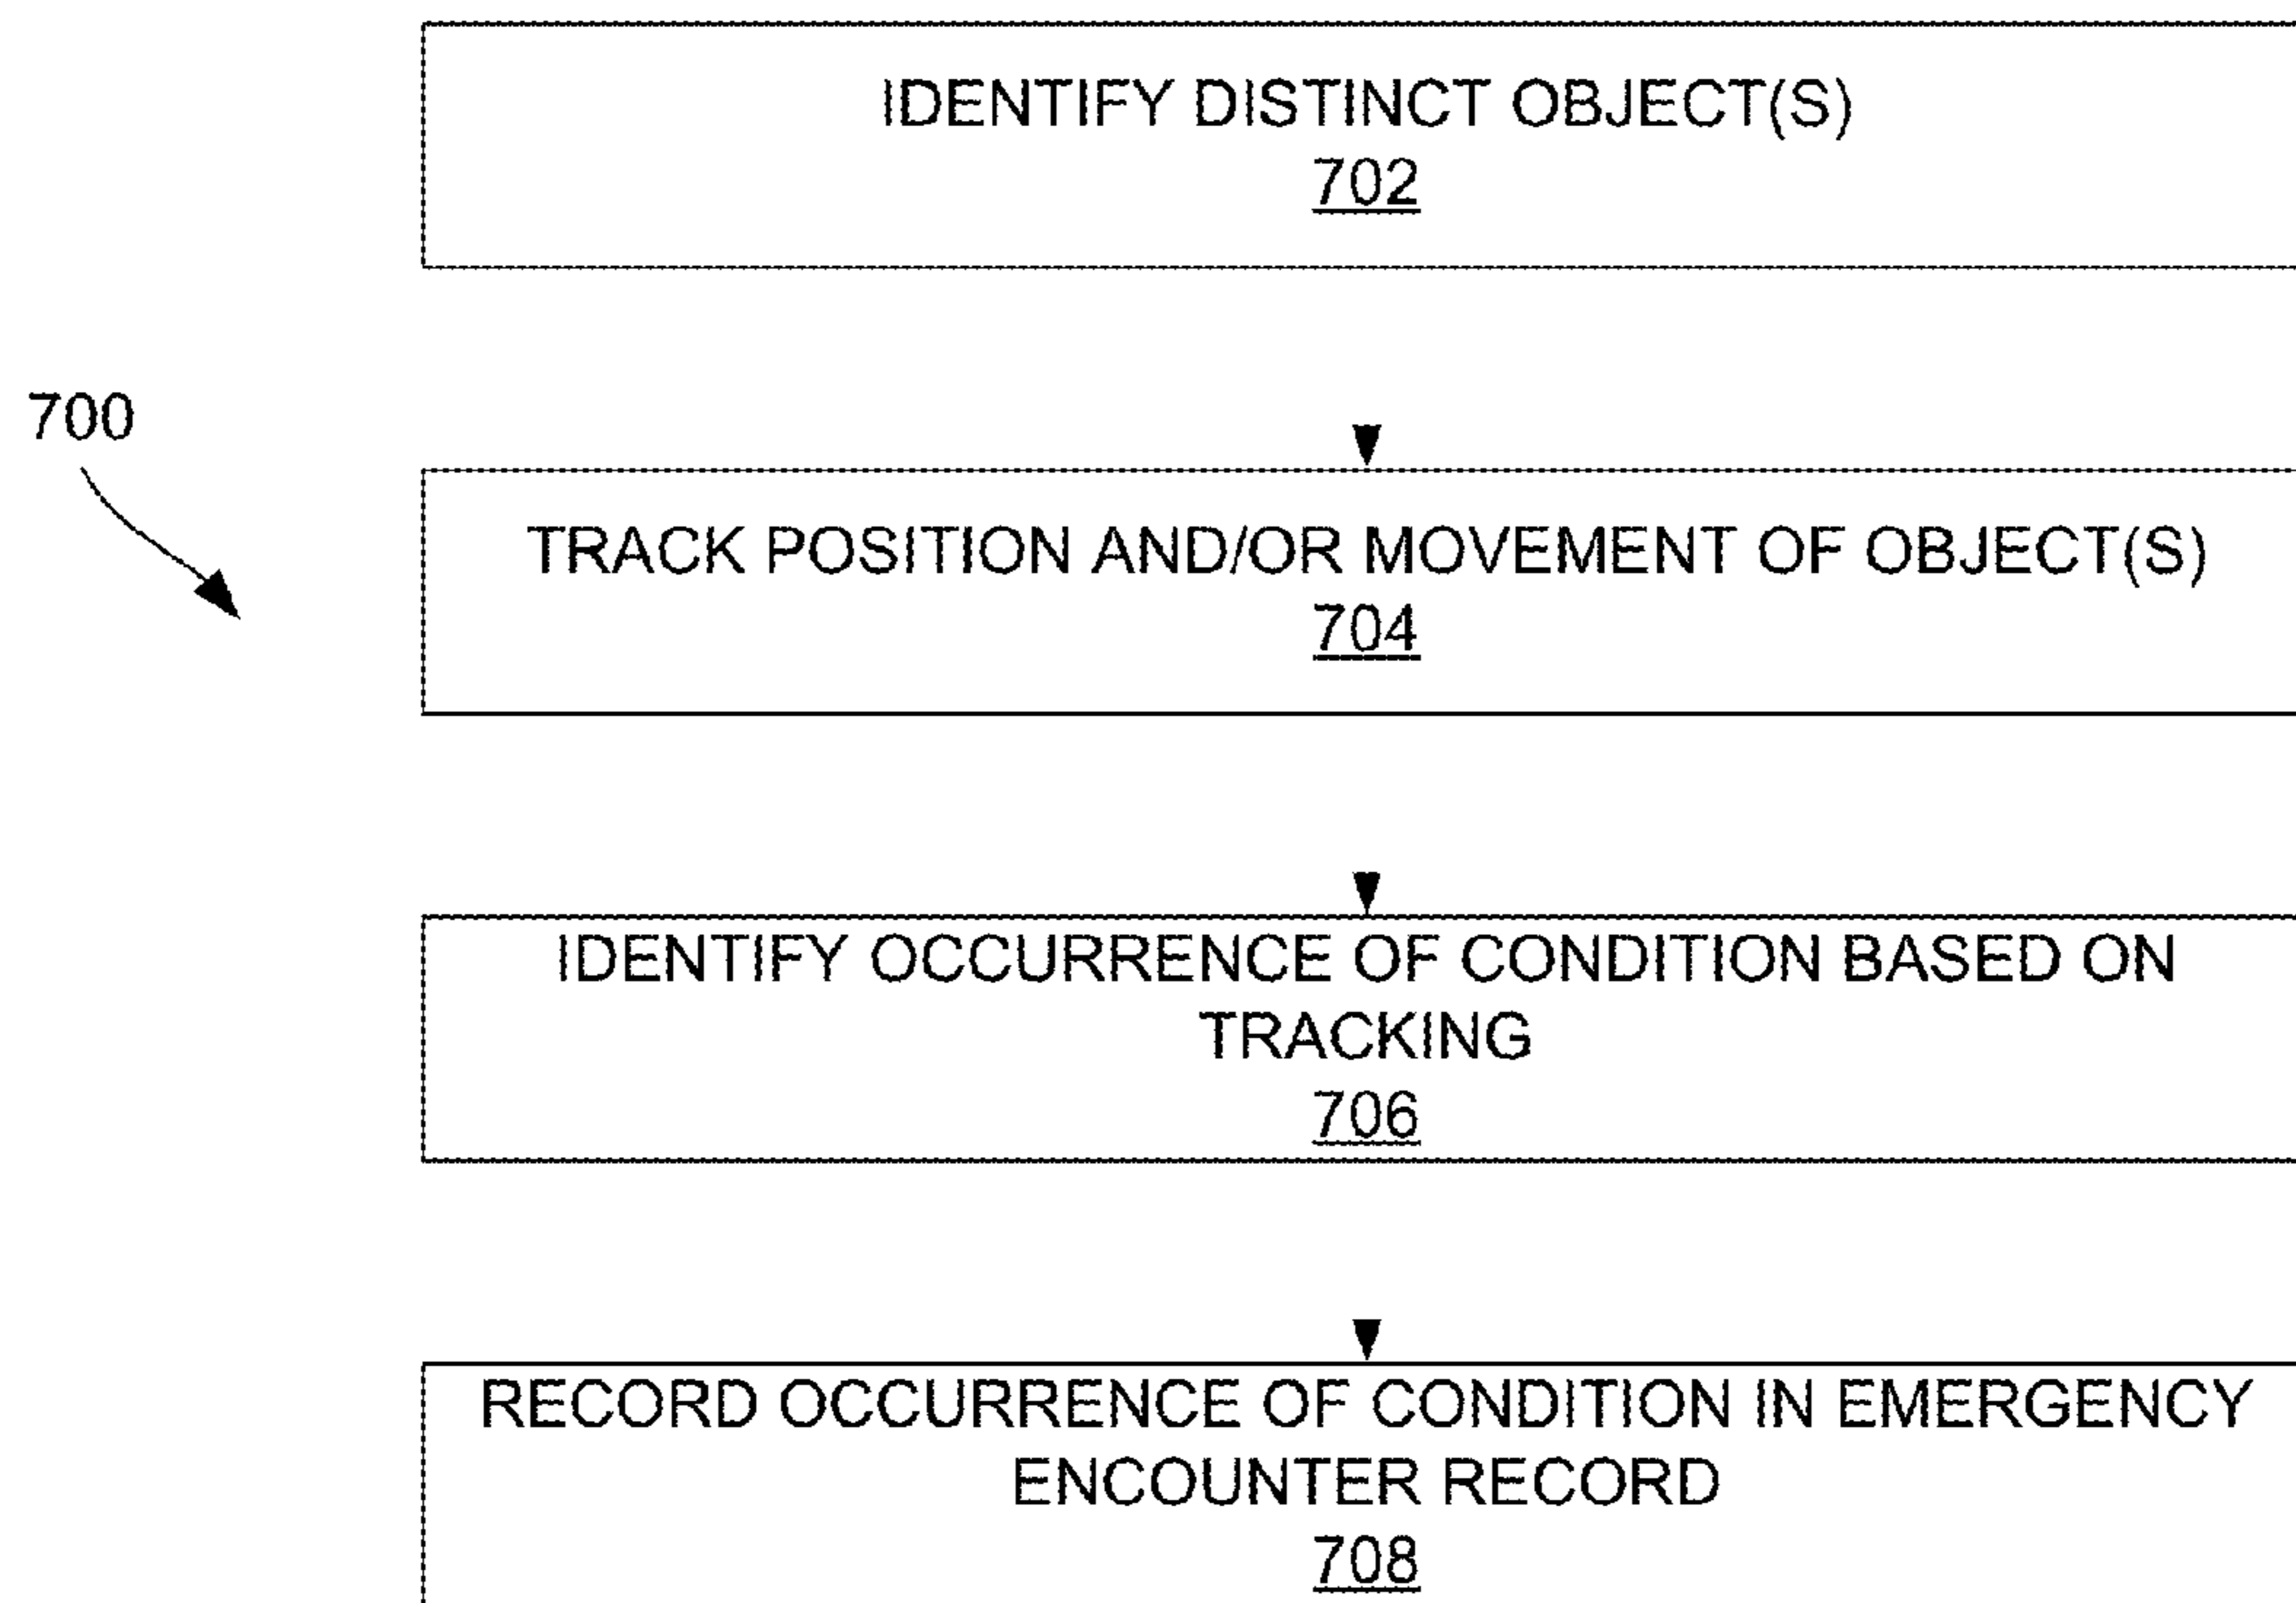 IDENTIFY DISTINCT OBJECT(S)
702
700
TRACK POSITION AND/OR MOVEMENT OF OBJECT(S)
704
IDENTIFY OCCURRENCE OF CONDITION BASED ON
TRACKING
706
RECORD OCCURRENCE OF CONDITION IN EMERGENCY
ENCOUNTER RECORD
708